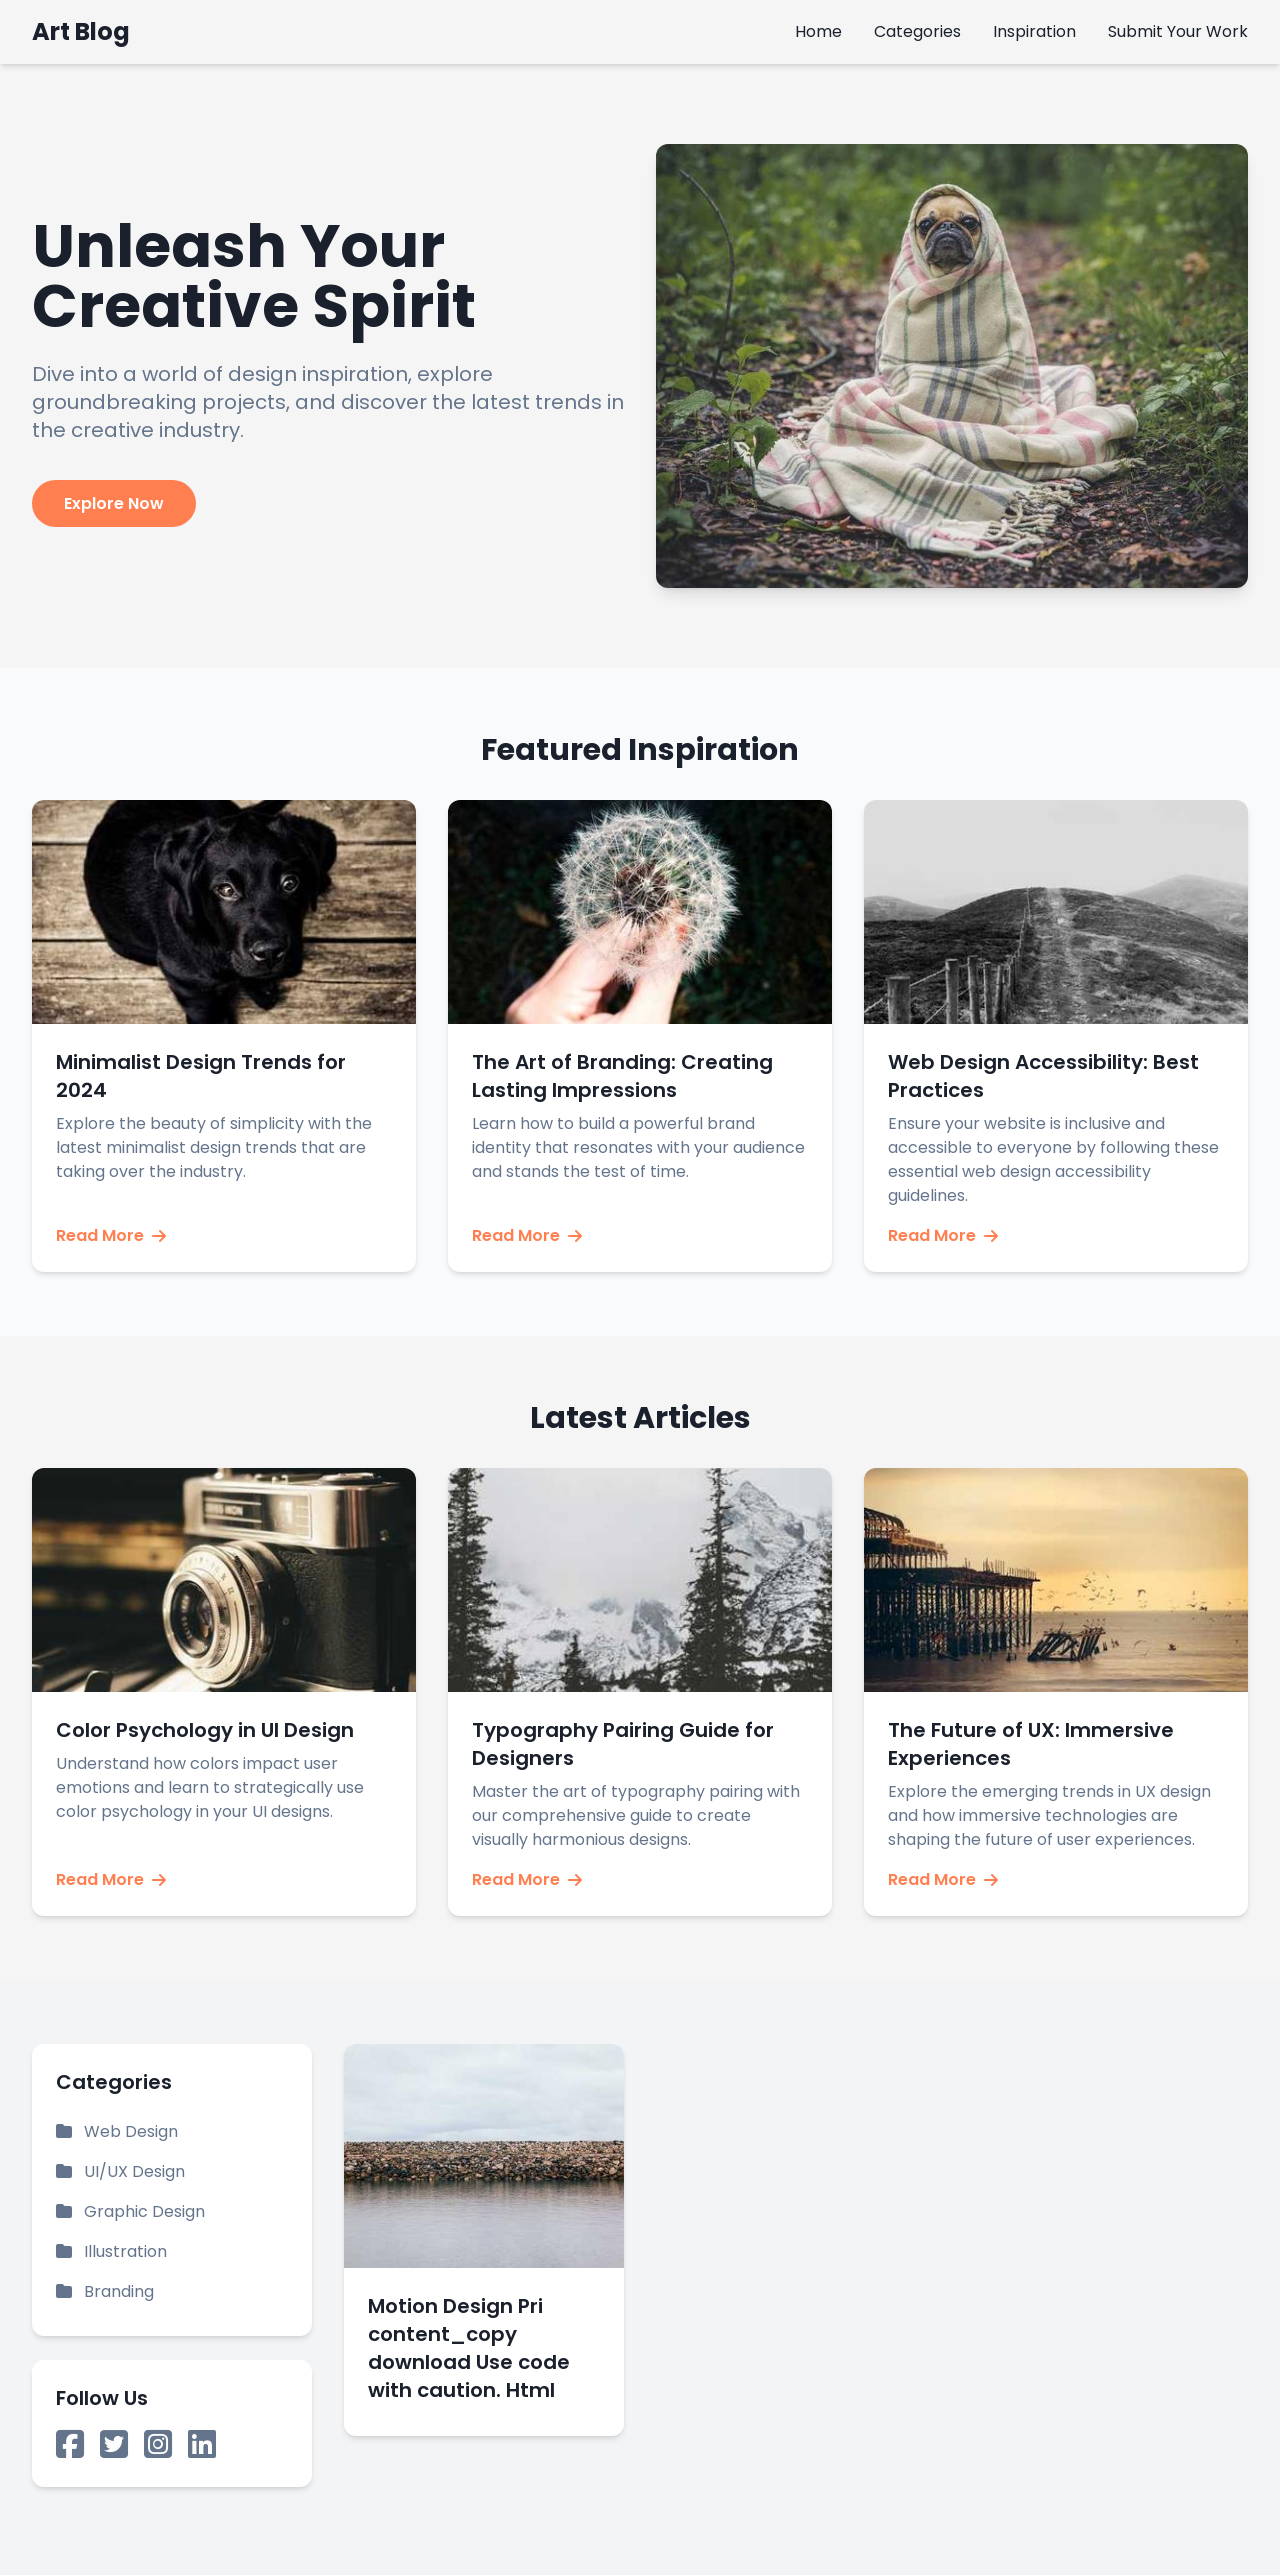 Art Blog
Home
Categories
Inspiration
Submit Your Work
Unleash Your
Creative Spirit
Dive into a world of design inspiration, explore
groundbreaking projects, and discover the latest trends in
the creative industry.
Explore Now
Featured Inspiration
Minimalist Design Trends for
2024
Explore the beauty of simplicity with the
latest minimalist design trends that are
taking over the industry.
Read More
The Art of Branding: Creating
Lasting Impressions
Learn how to build a powerful brand
identity that resonates with your audience
and stands the test of time.
Read More
Web Design Accessibility: Best
Practices
Ensure your website is inclusive and
accessible to everyone by following these
essential web design accessibility
guidelines.
Read More
Latest Articles
Color Psychology in UI Design
Understand how colors impact user
emotions and learn to strategically use
color psychology in your UI designs.
Read More
Typography Pairing Guide for
Designers
Master the art of typography pairing with
our comprehensive guide to create
visually harmonious designs.
Read More
The Future of UX: Immersive
Experiences
Explore the emerging trends in UX design
and how immersive technologies are
shaping the future of user experiences.
Read More
Categories
Web Design
UI/UX Design
Graphic Design
Illustration
Branding
Follow Us
Motion Design Pri
content_copy
download Use code
with caution. Html